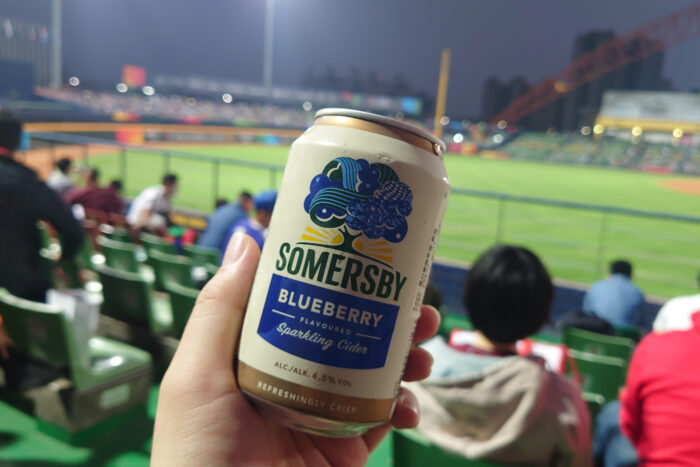 SOMERSBY
BLUEBERRY
FLAVOURED
Sparkling Cider
ALC./ALK. 4.5% VOL
REFRESHINGLY CRISP